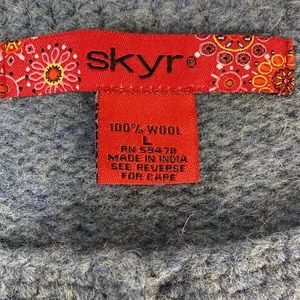 skyr®
100% WOOL
L
RN 59478
MADE IN INDIA
SEE REVERSE
FOR CARE